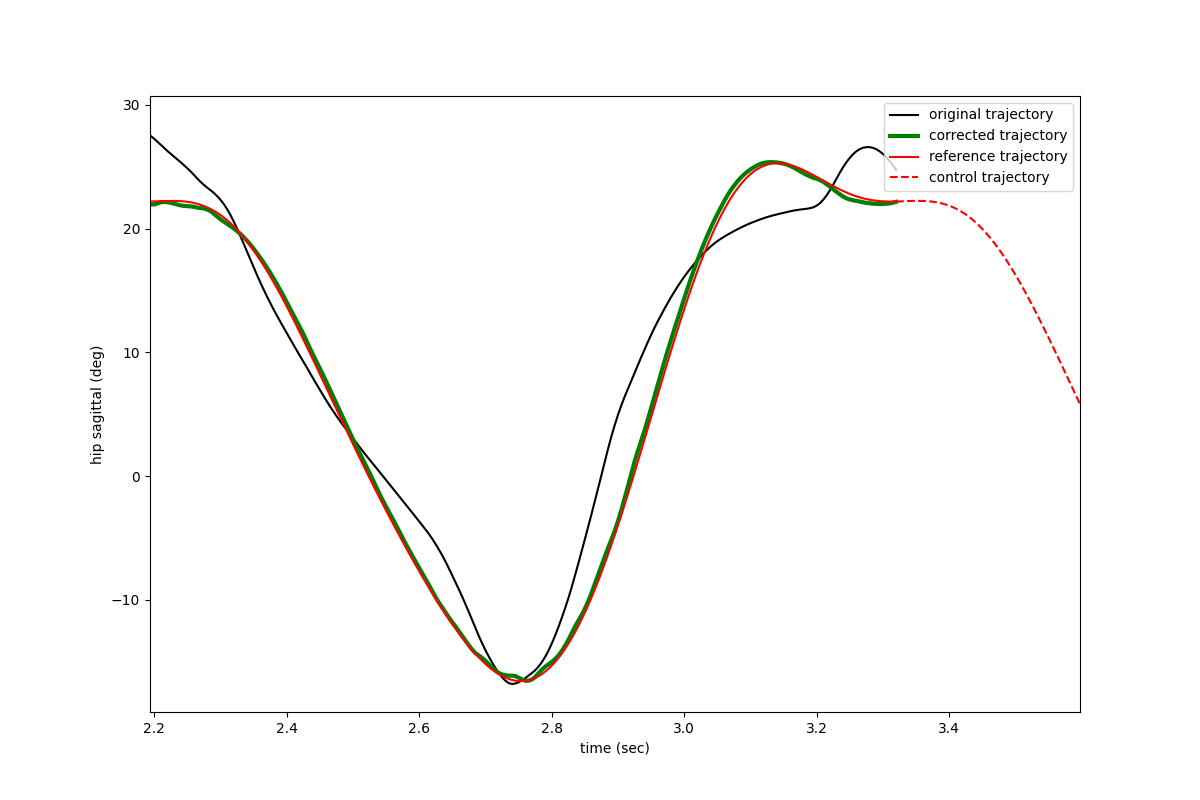 30
20
10
0
−10
hip sagittal (deg)
original trajectory
corrected trajectory
reference trajectory
control trajectory
2.2 2.4 2.6 2.8 3.0 3.2 3.4
time (sec)